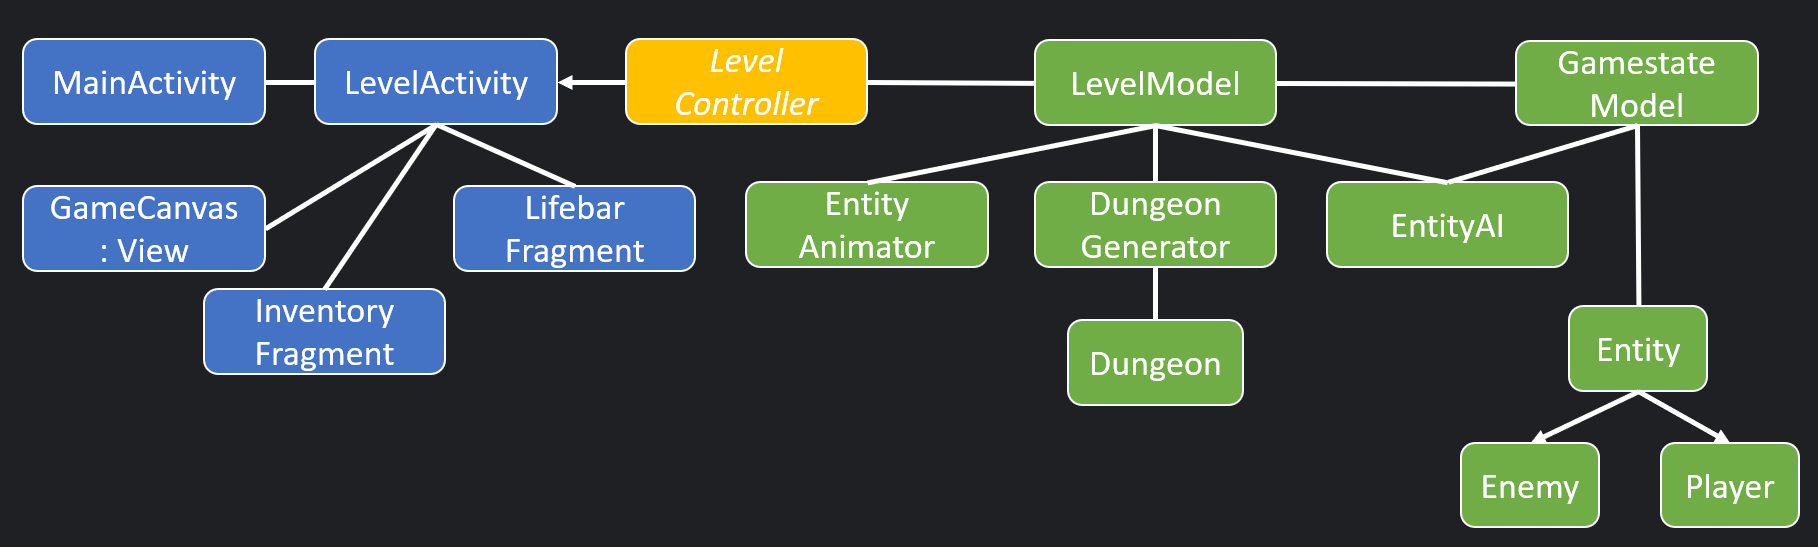 MainActivity
LevelActivity
Level
Controller
LevelModel
Gamestate
Model
GameCanvas
: View
Lifebar
Fragment
Inventory
Fragment
Entity
Animator
Dungeon
Generator
EntityAI
Dungeon
Entity
Enemy
Player